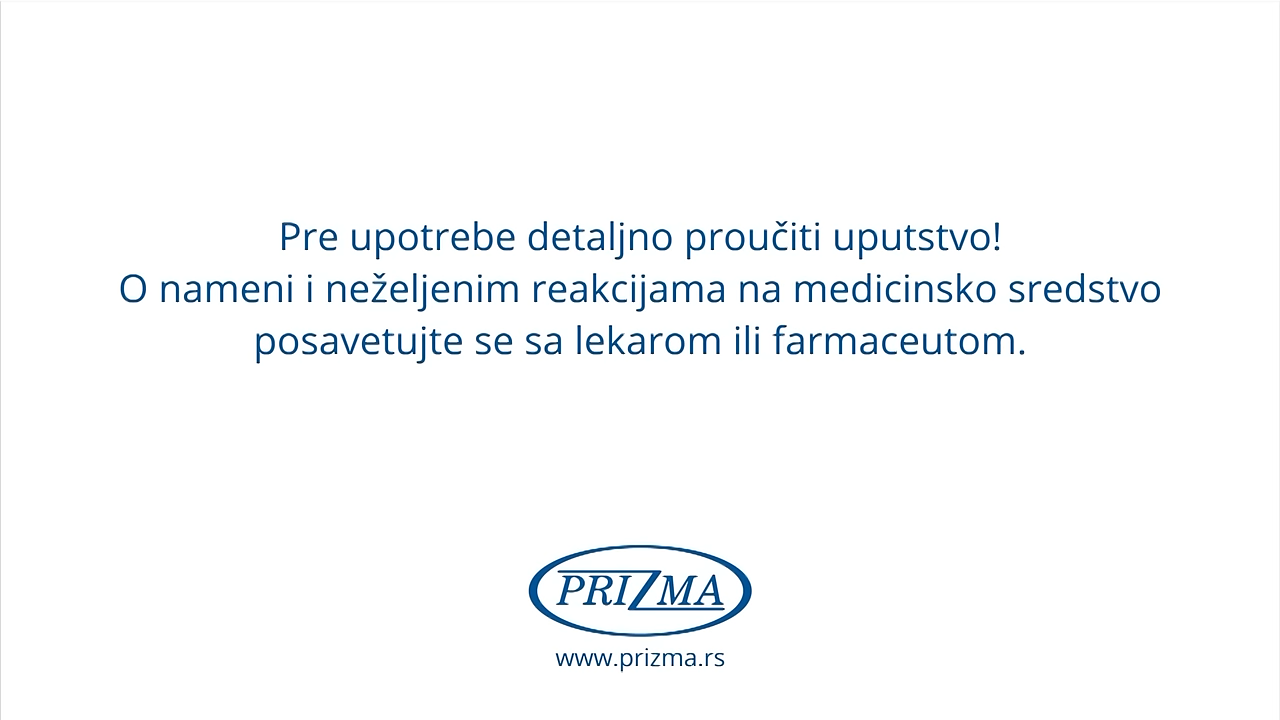 Pre upotrebe detaljno proučiti uputstvo!
O nameni i neželjenim reakcijama na medicinsko sredstvo
posavetujte se sa lekarom ili farmaceutom.
PRIZMA
www.prizma.rs